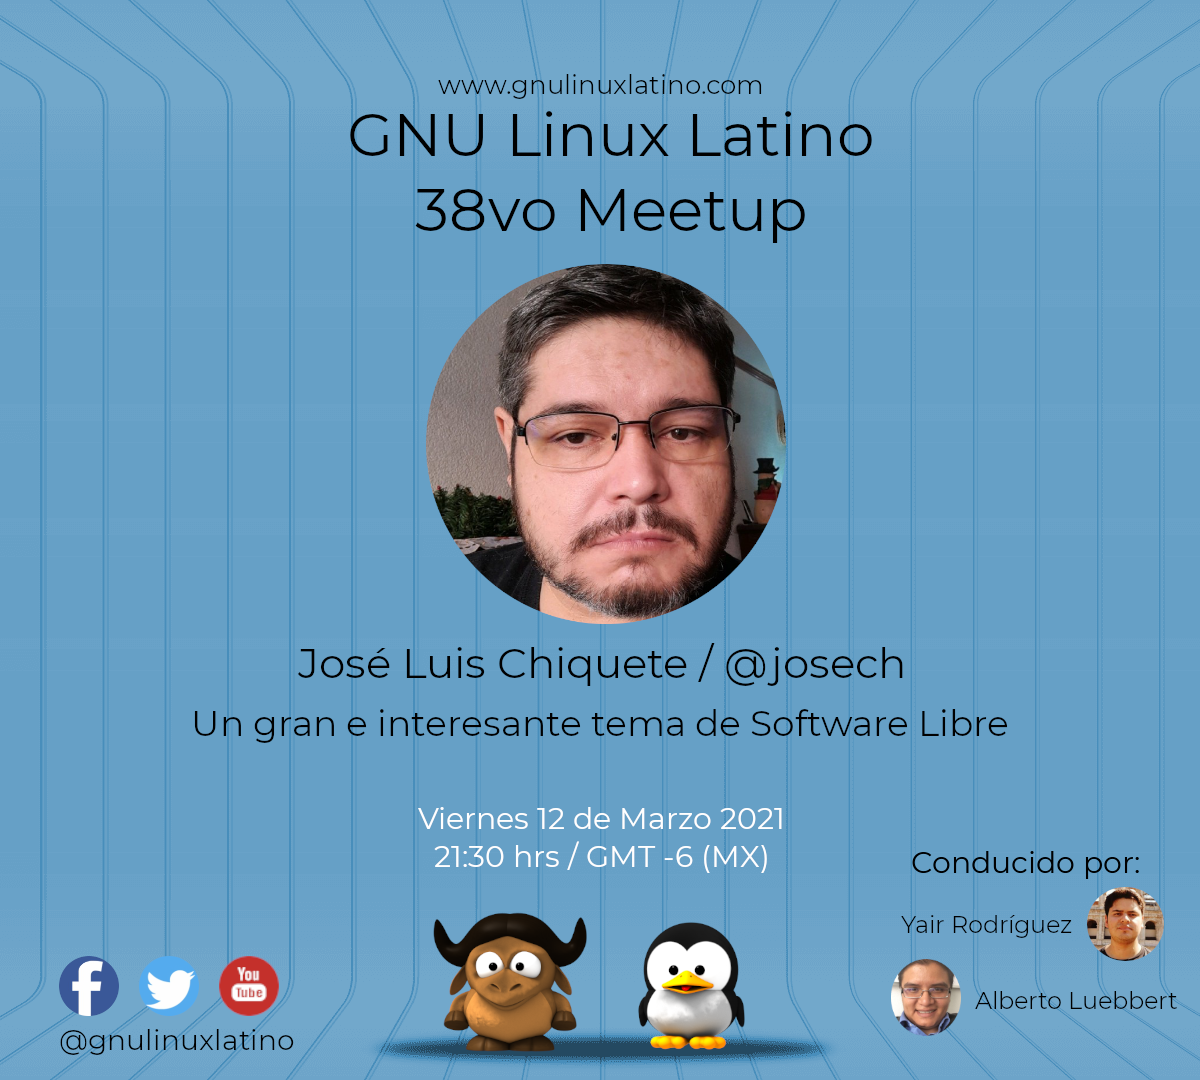 www.gnulinuxlatino.com
GNU Linux Latino
38vo Meetup
José Luis Chiquete / @josech
Un gran e interesante tema de Software Libre
Viernes 12 de Marzo 2021
21:30 hrs / GMT -6 (MX)
Conducido por:
Yair Rodríguez
Alberto Luebbert
You
Tube
@gnulinuxlatino